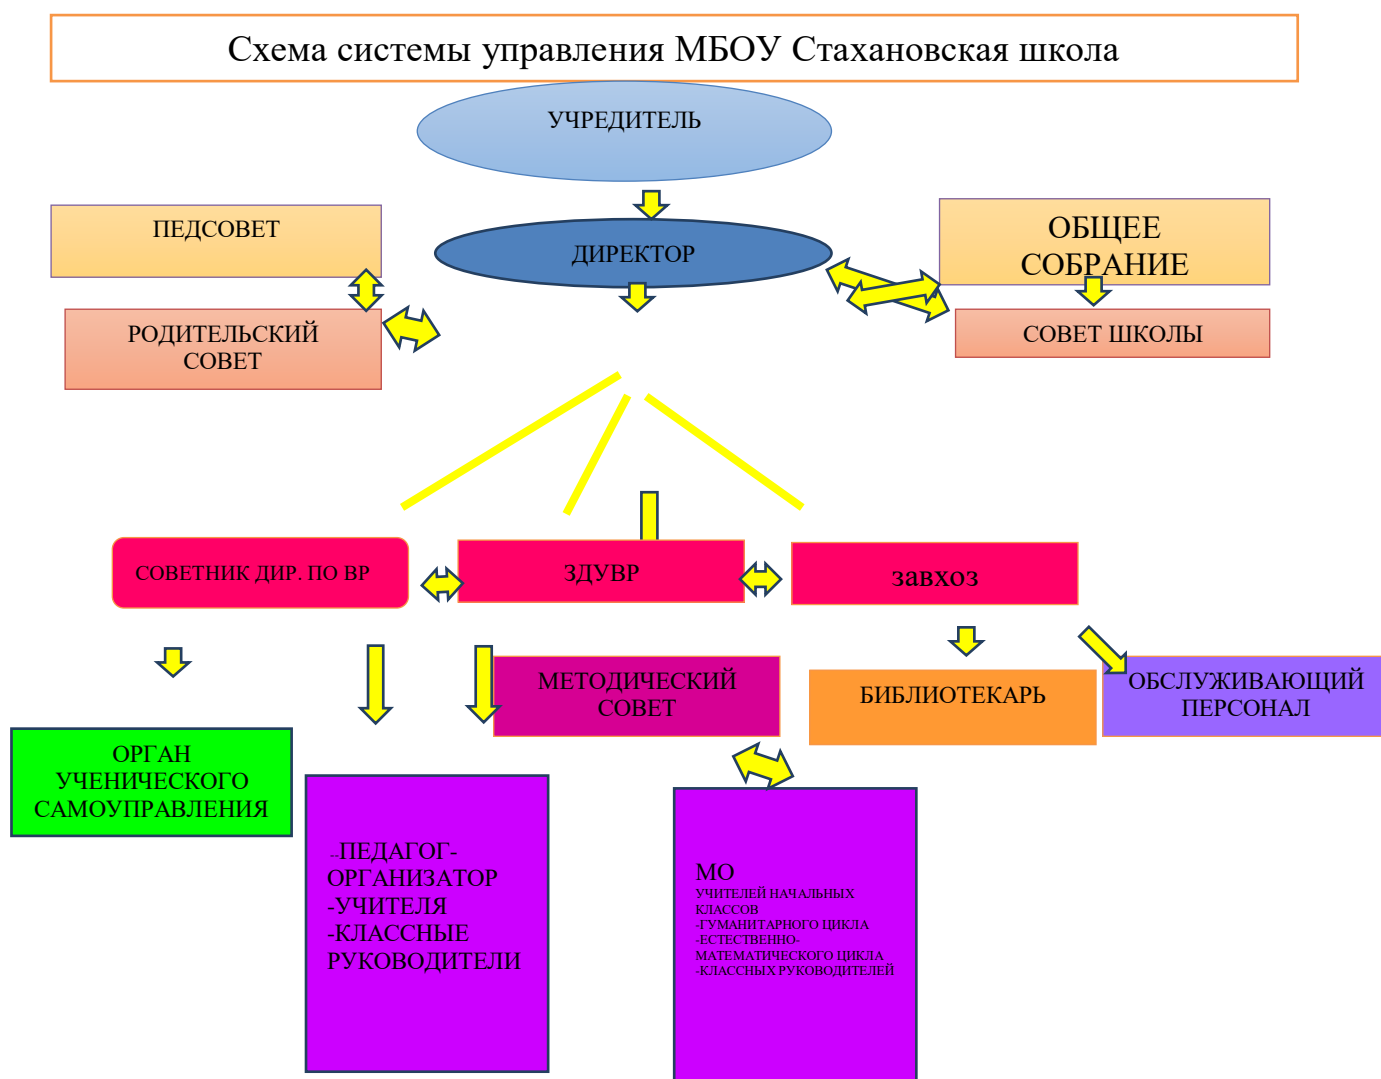 Схема системы управления МБОУ Стахановская школа
УЧРЕДИТЕЛЬ
ПЕДСОВЕТ
ДИРЕКТОР
ОБЩЕЕ
СОБРАНИЕ
РОДИТЕЛЬСКИЙ
СОВЕТ
СОВЕТ ШКОЛЫ
СОВЕТНИК ДИР. ПО ВР
ЗДУВР
завхоз
МЕТОДИЧЕСКИЙ
СОВЕТ
БИБЛИОТЕКАРЬ
ОБСЛУЖИВАЮЩИЙ
ПЕРСОНАЛ
ОРГАН
УЧЕНИЧЕСКОГО
САМОУПРАВЛЕНИЯ
--ПЕДАГОГ-
ОРГАНИЗАТОР
-УЧИТЕЛЯ
-КЛАССНЫЕ
РУКОВОДИТЕЛИ
МО
УЧИТЕЛЕЙ НАЧАЛЬНЫХ
КЛАССОВ
-ГУМАНИТАРНОГО ЦИКЛА
-ЕСТЕСТВЕННО-
МАТЕМАТИЧЕСКОГО ЦИКЛА
-КЛАССНЫХ РУКОВОДИТЕЛЕЙ